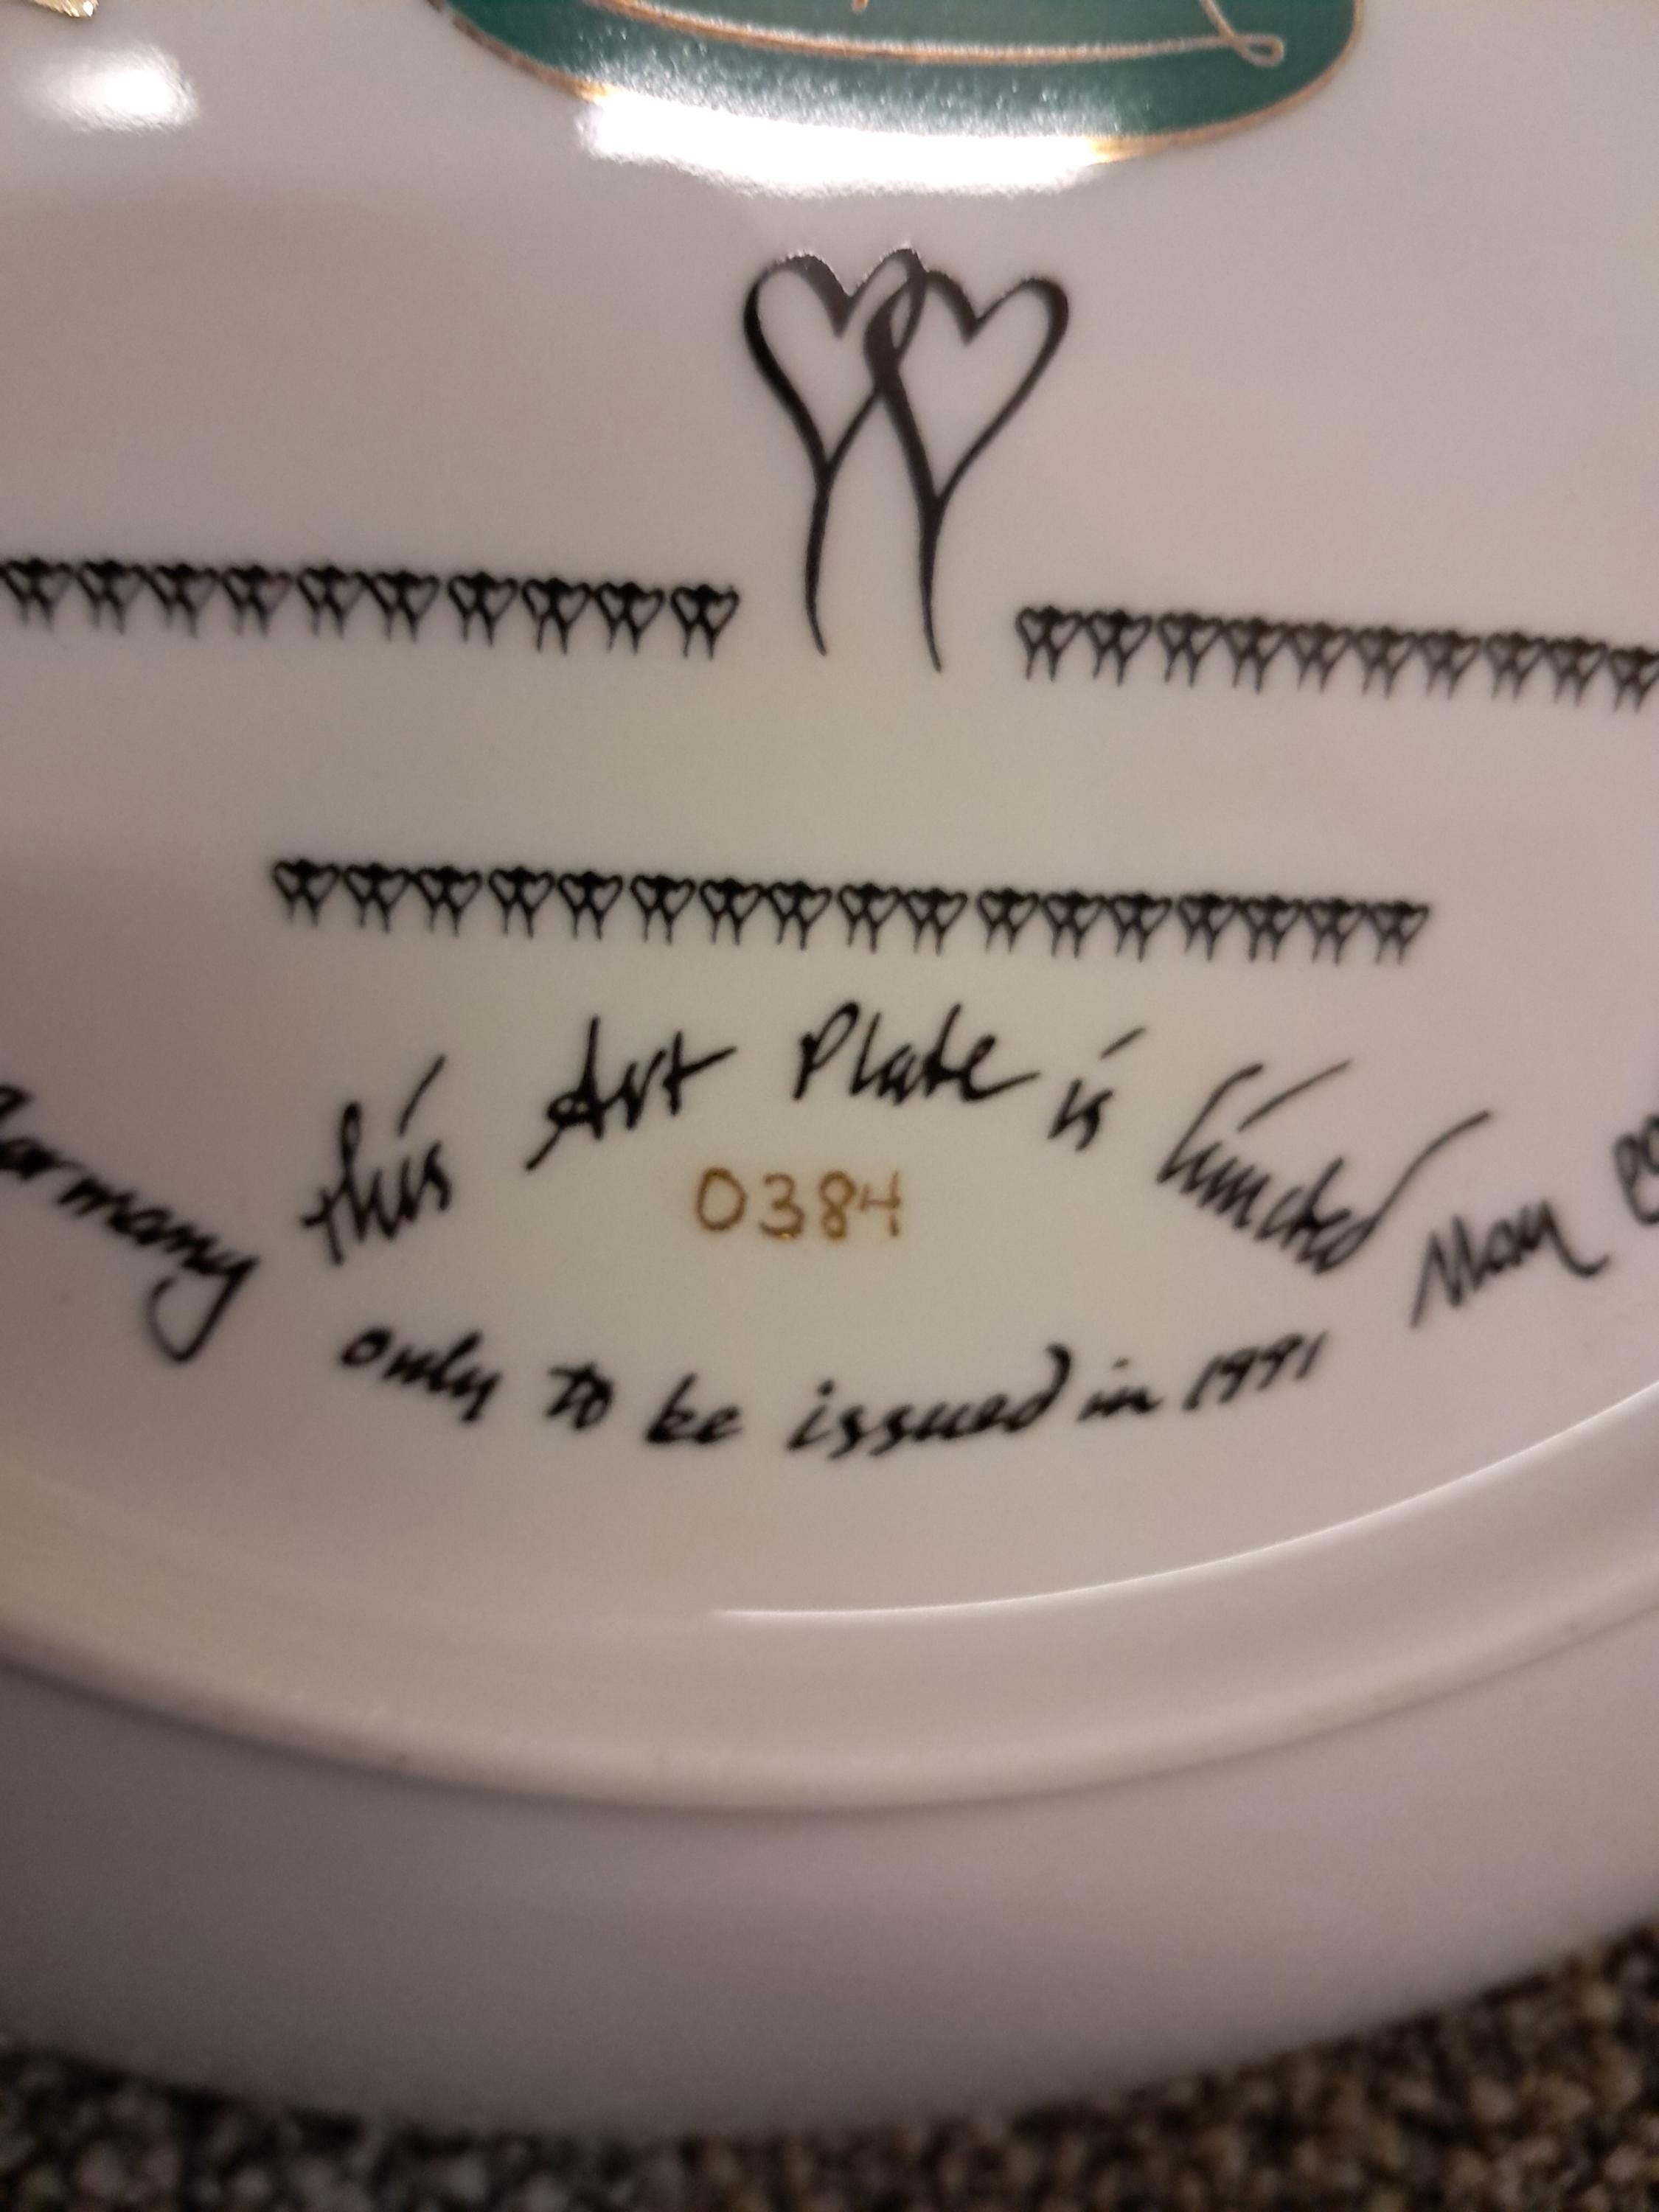 this Art Plate is limited
0384
only to be issued in 1991